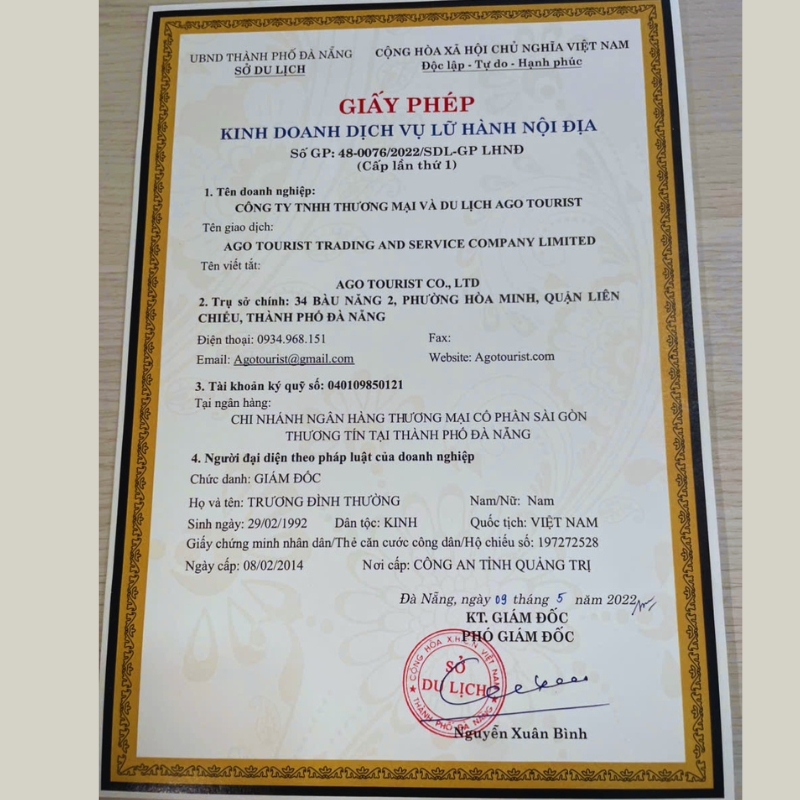 UBND THÀNH PHỐ ĐÀ NẴNG
SỞ DU LỊCH
CỘNG HÒA XÃ HỘI CHỦ NGHĨA VIỆT NAM
Độc lập - Tự do - Hạnh phúc
GIẤY PHÉP
KINH DOANH DỊCH VỤ LỮ HÀNH NỘI ĐỊA
Số GP: 48-0076/2022/SDL-GP LHNĐ
(Cấp lần thứ 1)
1. Tên doanh nghiệp:
CÔNG TY TNHH THƯƠNG MẠI VÀ DU LỊCH AGO TOURIST
Tên giao dịch:
AGO TOURIST TRADING AND SERVICE COMPANY LIMITED
Tên viết tắt:
AGO TOURIST CO., LTD
2. Trụ sở chính: 34 BÀU NĂNG 2, PHƯỜNG HÒA MINH, QUẬN LIÊN
CHIỂU, THÀNH PHỐ ĐÀ NẴNG
Điện thoại: 0934.968.151 Fax:
Email: Agotourist@gmail.com Website: Agotourist.com
3. Tài khoản ký quỹ số: 040109850121
Tại ngân hàng:
CHI NHÁNH NGÂN HÀNG THƯƠNG MẠI CỔ PHẦN SÀI GÒN
THƯƠNG TÍN TẠI THÀNH PHỐ ĐÀ NẴNG
4. Người đại diện theo pháp luật của doanh nghiệp
Chức danh: GIÁM ĐỐC
Họ và tên: TRƯƠNG ĐÌNH THƯỜNG Nam/Nữ: Nam
Sinh ngày: 29/02/1992 Dân tộc: KINH Quốc tịch: VIỆT NAM
Giấy chứng minh nhân dân/Thẻ căn cước công dân/Hộ chiếu số: 197272528
Ngày cấp: 08/02/2014 Nơi cấp: CÔNG AN TỈNH QUẢNG TRỊ
Đà Nẵng, ngày 09 tháng 5 năm 2022
KT. GIÁM ĐỐC
PHÓ GIÁM ĐỐC
CỘNG HÒA X.H.C.N VIỆT NAM
SỞ
DU LỊCH
THÀNH PHỐ ĐÀ NẴNG
Nguyễn Xuân Bình